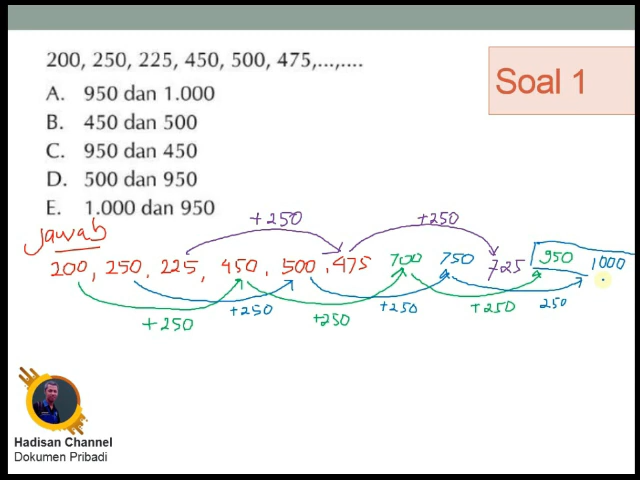 200, 250, 225, 450, 500, 475,...,....
Soal 1
A. 950 dan 1.000
B. 450 dan 500
C. 950 dan 450
D. 500 dan 950
E. 1.000 dan 950
Jawab
+250 +250
200, 250, 225, 450, 500, 475 700 750 725 950 1000
+250 +250 +250 +250 +250 250
Hadisan Channel
Dokumen Pribadi